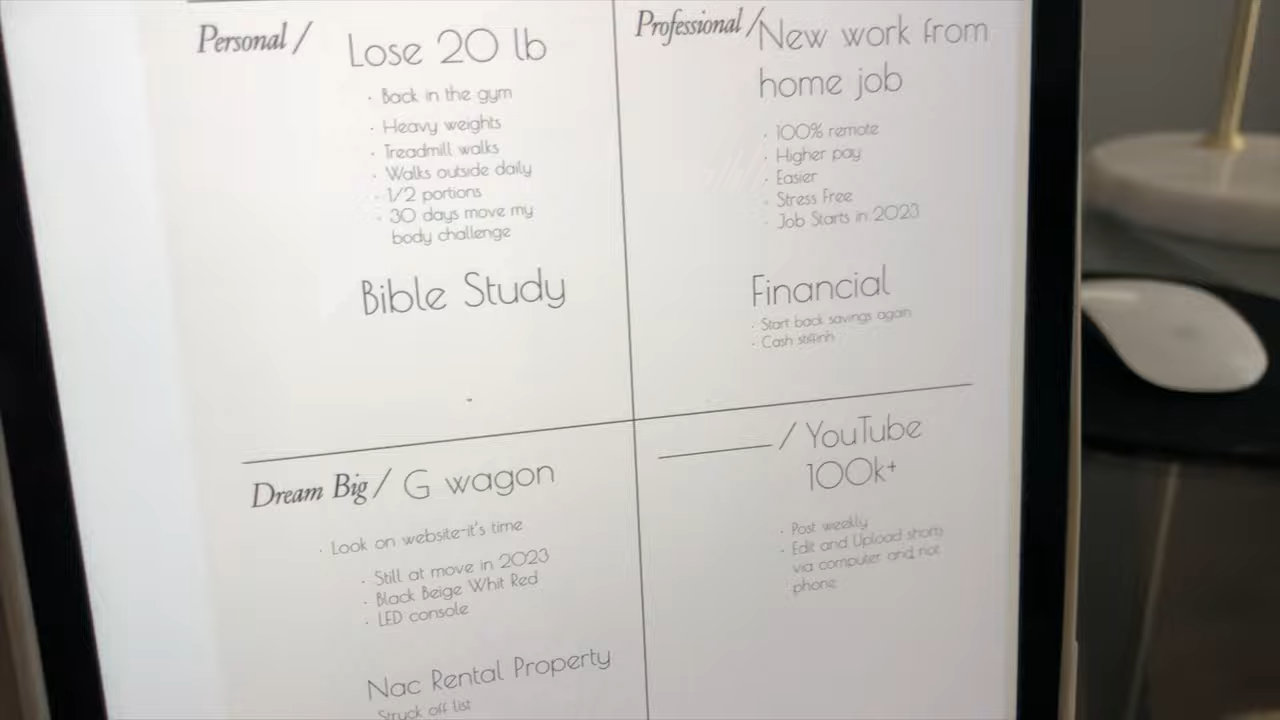 Personal / Lose 20 lb
· Back in the gym
· Heavy weights
· Treadmill walks
· Walks outside daily
· 1/2 portions
· 30 days move my
body challenge
Bible Study
Professional / New work from
home job
· 100% remote
· Higher pay
· Easier
· Stress Free
· Job Starts in 2023
Financial
· Start back savings again
· Cash
Dream Big / G wagon
· Look on website-it's time
· Still at move in 2023
· Black Beige Whit Red
· LED console
Nac Rental Property
Struck off list
/ YouTube
100k+
· Post weekly
· Edit and Upload shorts
via computer and not
phone